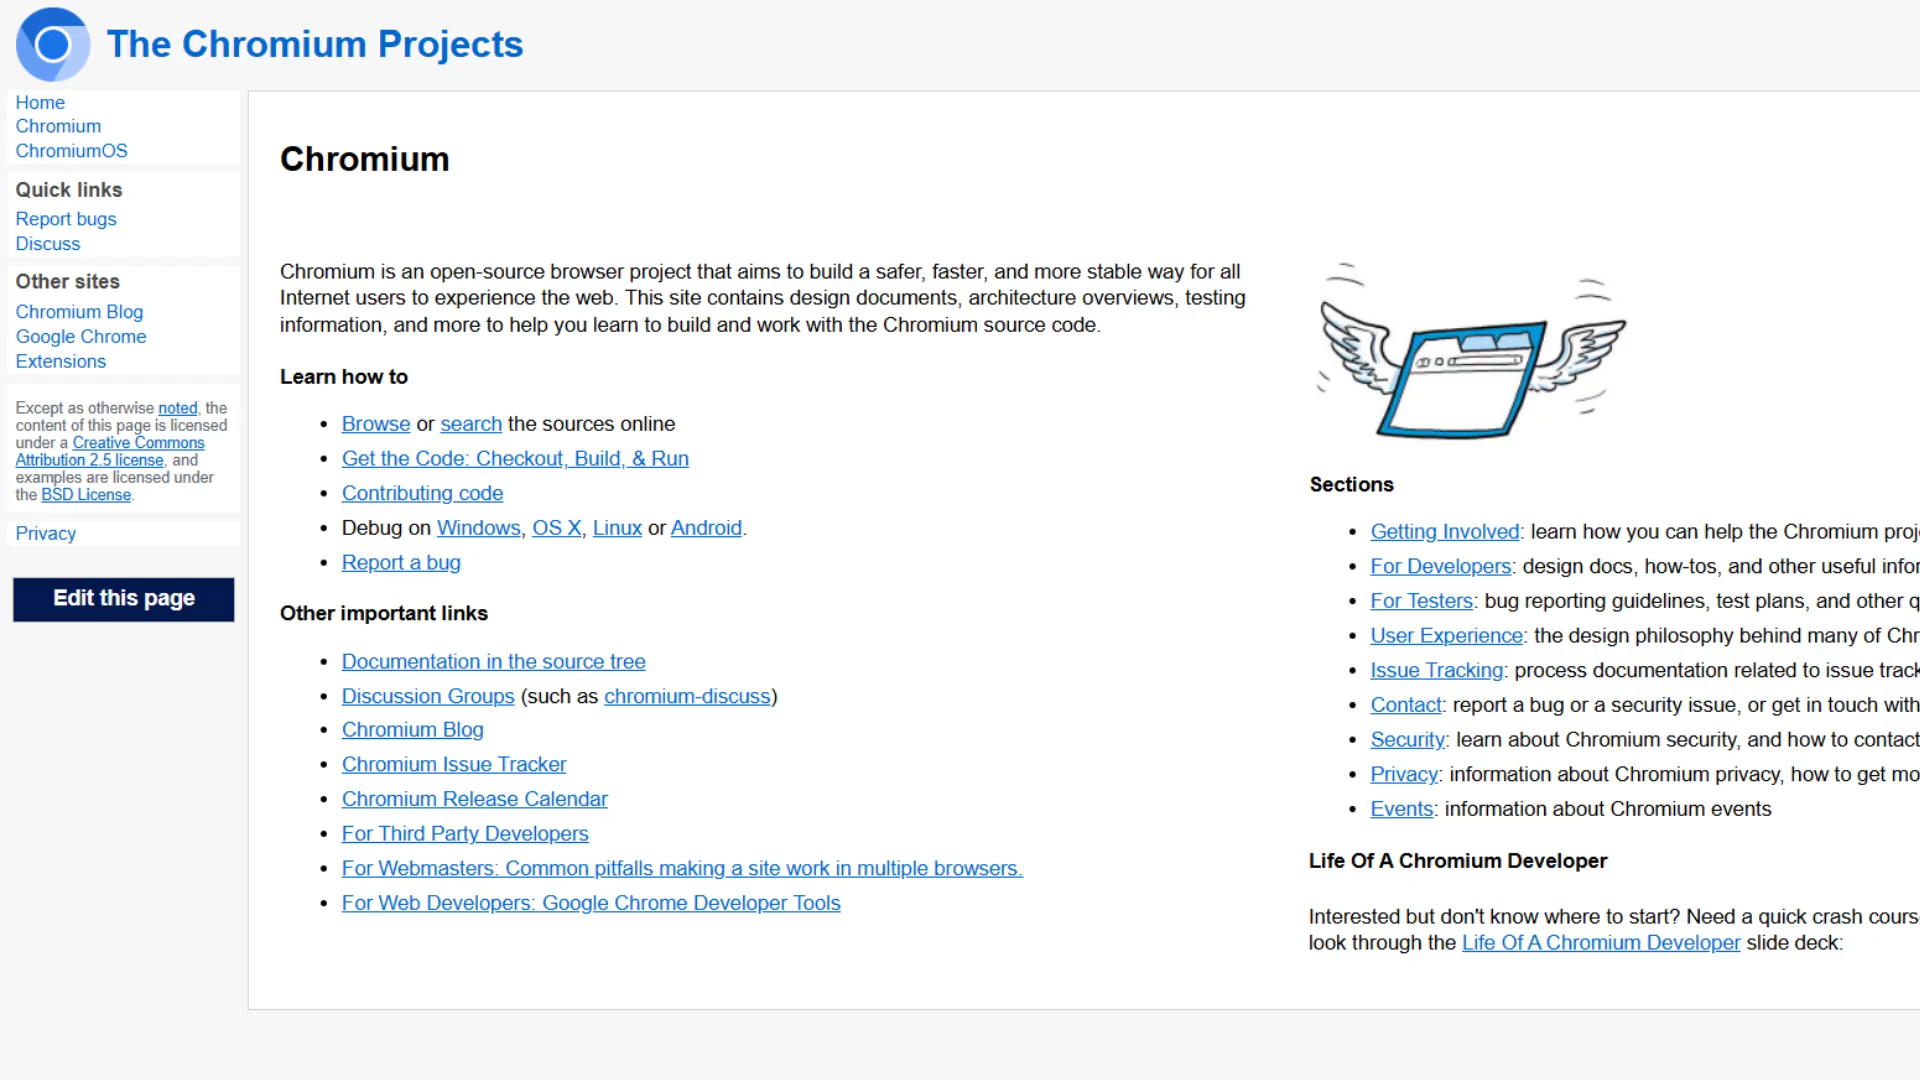 The Chromium Projects
Home
Chromium
ChromiumOS
Quick links
Report bugs
Discuss
Other sites
Chromium Blog
Google Chrome
Extensions
Except as otherwise noted, the
content of this page is licensed
under a Creative Commons
Attribution 2.5 license, and
examples are licensed under
the BSD License.
Privacy
Edit this page
Chromium
Chromium is an open-source browser project that aims to build a safer, faster, and more stable way for all
Internet users to experience the web. This site contains design documents, architecture overviews, testing
information, and more to help you learn to build and work with the Chromium source code.
Learn how to
• Browse or search the sources online
• Get the Code: Checkout, Build, & Run
• Contributing code
• Debug on Windows, OS X, Linux or Android.
• Report a bug
Other important links
• Documentation in the source tree
• Discussion Groups (such as chromium-discuss)
• Chromium Blog
• Chromium Issue Tracker
• Chromium Release Calendar
• For Third Party Developers
• For Webmasters: Common pitfalls making a site work in multiple browsers.
• For Web Developers: Google Chrome Developer Tools
Sections
• Getting Involved: learn how you can help the Chromium
• For Developers: design docs, how-tos, and other useful
• For Testers: bug reporting guidelines, test plans, and other
• User Experience: the design philosophy behind many of
• Issue Tracking: process documentation related to issue
• Contact: report a bug or a security issue, or get in touch with
• Security: learn about Chromium security, and how to contact
• Privacy: information about Chromium privacy, how to get
• Events: information about Chromium events
Life Of A Chromium Developer
Interested but don't know where to start? Need a quick crash
look through the Life Of A Chromium Developer slide deck: